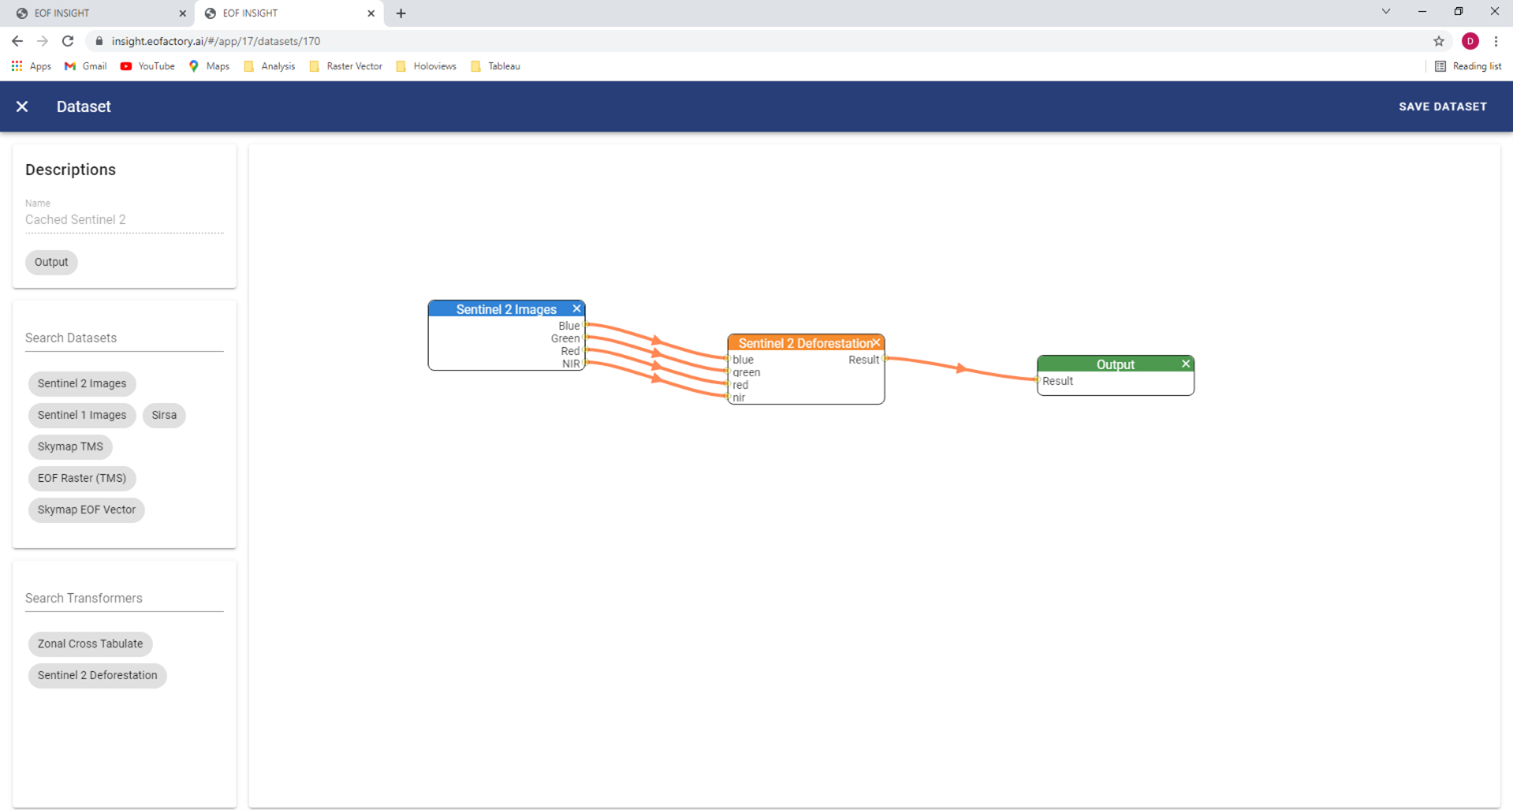 EOF INSIGHT
EOF INSIGHT
insight.eofactory.ai/#/app/17/datasets/170
D
Apps Gmail YouTube Maps Analysis Raster Vector Holoviews Tableau Reading list
Dataset SAVE DATASET
Descriptions
Name
Cached Sentinel 2
Output
Search Datasets
Sentinel 2 Images
Sentinel 1 Images Sirsa
Skymap TMS
EOF Raster (TMS)
Skymap EOF Vector
Search Transformers
Zonal Cross Tabulate
Sentinel 2 Deforestation
Sentinel 2 Images
Blue
Green
Red
NIR
Sentinel 2 Deforestation
blue Result
green
red
nir
Output
Result